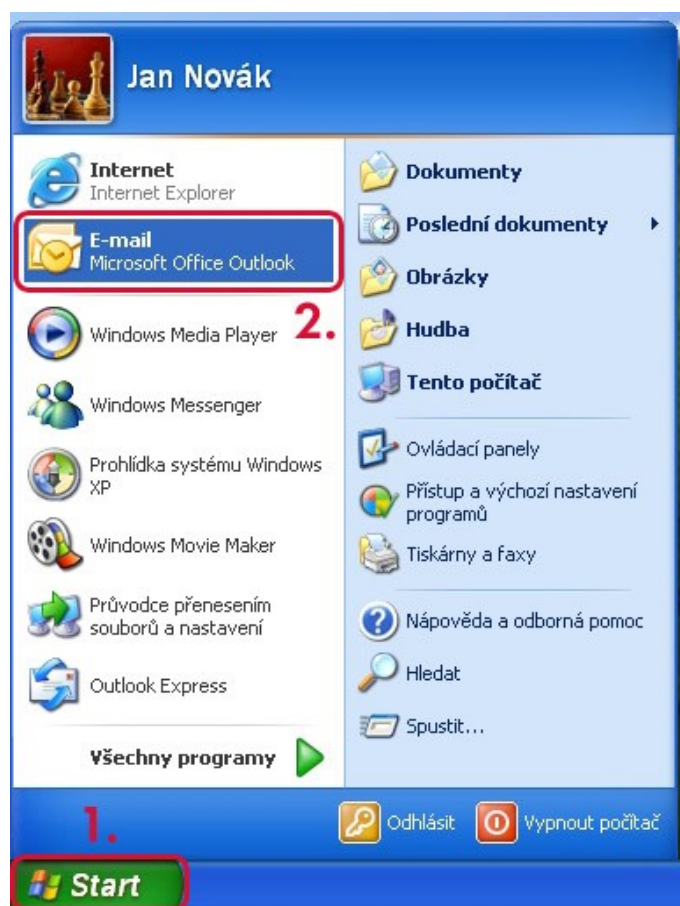 Jan Novák
Internet
Internet Explorer
E-mail
Microsoft Office Outlook
2.
Windows Media Player
Windows Messenger
Prohlídka systému Windows
XP
Windows Movie Maker
Průvodce přenesením
souborů a nastavení
Outlook Express
Všechny programy
Dokumenty
Poslední dokumenty
Obrázky
Hudba
Tento počítač
Ovládací panely
Přístup a výchozí nastavení
programů
Tiskárny a faxy
Nápověda a odborná pomoc
Hledat
Spustit...
1.
Odhlásit
Vypnout počítač
Start